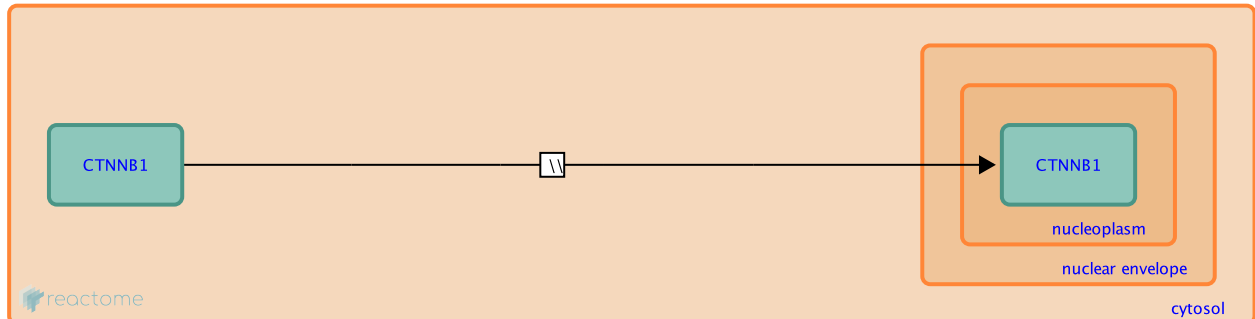 CTNNB1
\\
CTNNB1
nucleoplasm
nuclear envelope
reactome
cytosol